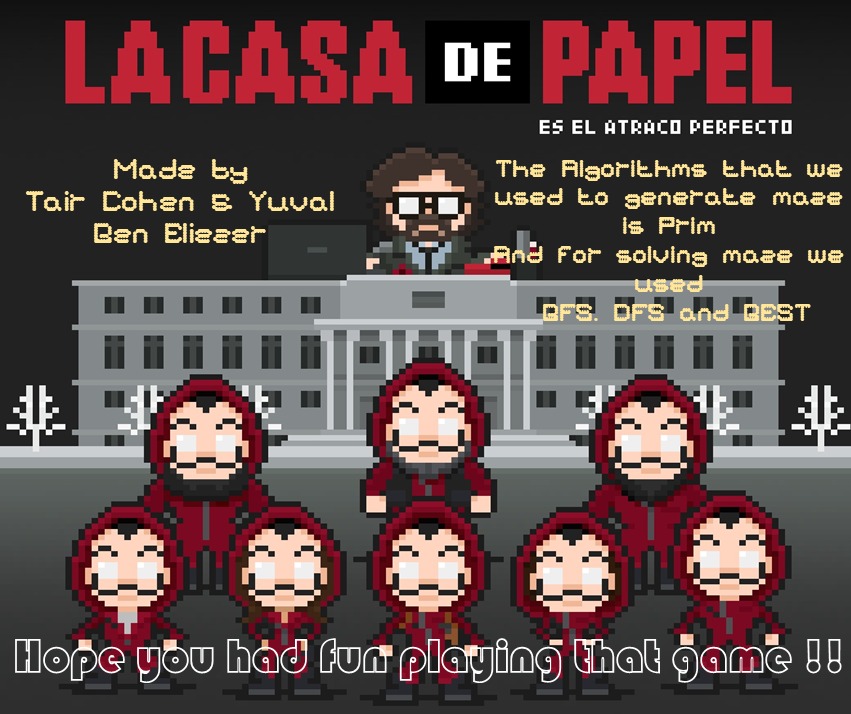 LA CASA DE PAPEL
ES EL ATRACO PERFECTO
Made by
Tair Cohen & Yuval
Ben Eliezer
The Algorithms that we
used to generate maze
is Prim
And for solving maze we
used
BFS. DFS and BEST
Hope you had fun playing that game !!